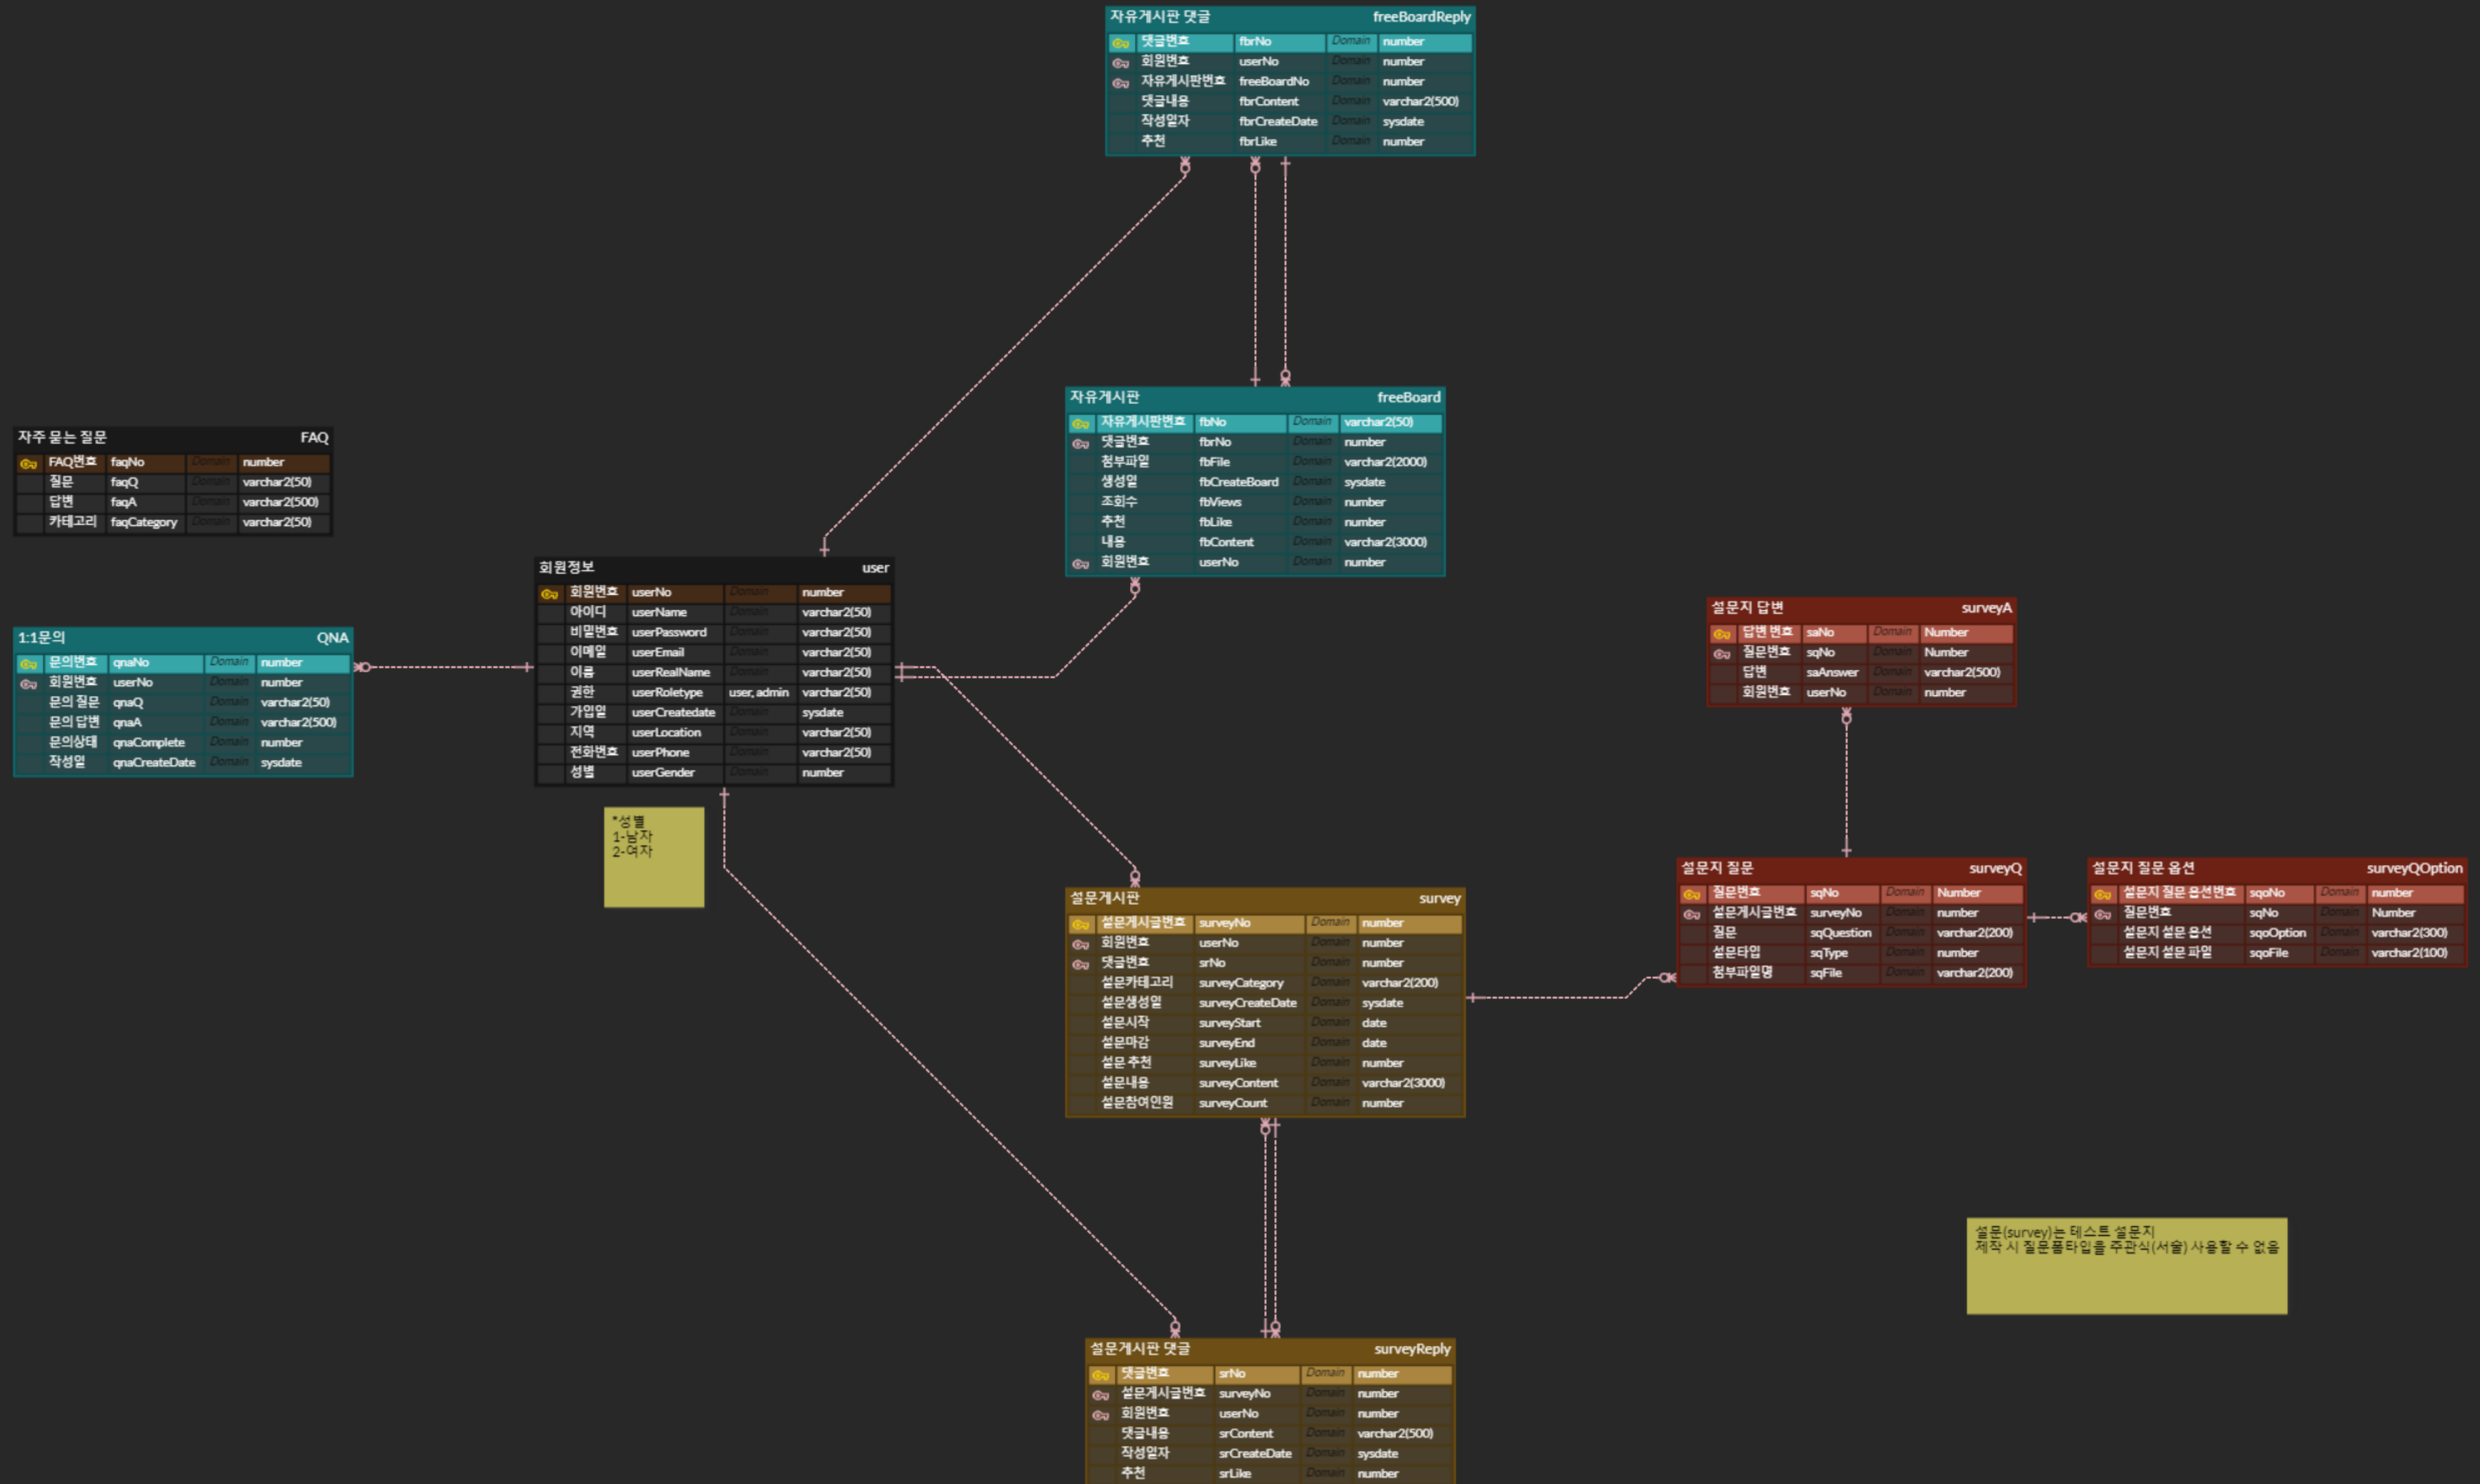 자유게시판 댓글 freeBoardReply
댓글번호 fbrNo Domain number
회원번호 userNo Domain number
자유게시판번호 freeBoardNo Domain number
댓글내용 fbrContent Domain varchar2(500)
작성일자 fbrCreateDate Domain sysdate
추천 fbrLike Domain number
자유게시판 freeBoard
자유게시판번호 fbNo Domain varchar2(50)
댓글번호 fbrNo Domain number
첨부파일 fbFile Domain varchar2(2000)
생성일 fbCreateBoard Domain sysdate
조회수 fbViews Domain number
추천 fbLike Domain number
내용 fbContent Domain varchar2(3000)
회원번호 userNo Domain number
자주 묻는 질문 FAQ
FAQ번호 faqNo Domain number
질문 faqQ Domain varchar2(50)
답변 faqA Domain varchar2(500)
카테고리 faqCategory Domain varchar2(50)
회원정보 user
회원번호 userNo Domain number
아이디 userName Domain varchar2(50)
비밀번호 userPassword Domain varchar2(50)
이메일 userEmail Domain varchar2(50)
이름 userRealName Domain varchar2(50)
권한 userRoletype user, admin varchar2(50)
가입일 userCreatedate Domain sysdate
지역 userLocation Domain varchar2(50)
전화번호 userPhone Domain varchar2(50)
성별 userGender Domain number
1:1문의 QNA
문의번호 qnaNo Domain number
회원번호 userNo Domain number
문의 질문 qnaQ Domain varchar2(50)
문의 답변 qnaA Domain varchar2(500)
문의상태 qnaComplete Domain number
작성일 qnaCreateDate Domain sysdate
*성별
1-남자
2-여자
설문지 답변 surveyA
답변 번호 saNo Domain Number
질문번호 sqNo Domain Number
답변 saAnswer Domain varchar2(500)
회원번호 userNo Domain number
설문지 질문 surveyQ
질문번호 sqNo Domain Number
설문게시글번호 surveyNo Domain number
질문 sqQuestion Domain varchar2(200)
설문타입 sqType Domain number
첨부파일명 sqFile Domain varchar2(200)
설문지 질문 옵션 surveyQOption
설문지 질문 옵션번호 sqoNo Domain number
질문번호 sqNo Domain Number
설문지 설문 옵션 sqoOption Domain varchar2(300)
설문지 설문 파일 sqoFile Domain varchar2(100)
설문게시판 survey
설문게시글번호 surveyNo Domain number
회원번호 userNo Domain number
댓글번호 srNo Domain number
설문카테고리 surveyCategory Domain varchar2(200)
설문생성일 surveyCreateDate Domain sysdate
설문시작 surveyStart Domain date
설문마감 surveyEnd Domain date
설문 추천 surveyLike Domain number
설문내용 surveyContent Domain varchar2(3000)
설문참여인원 surveyCount Domain number
설문(survey)는 테스트 설문지
제작 시 질문폼타입을 주관식(서술) 사용할 수 없음
설문게시판 댓글 surveyReply
댓글번호 srNo Domain number
설문게시글번호 surveyNo Domain number
회원번호 userNo Domain number
댓글내용 srContent Domain varchar2(500)
작성일자 srCreateDate Domain sysdate
추천 srLike Domain number